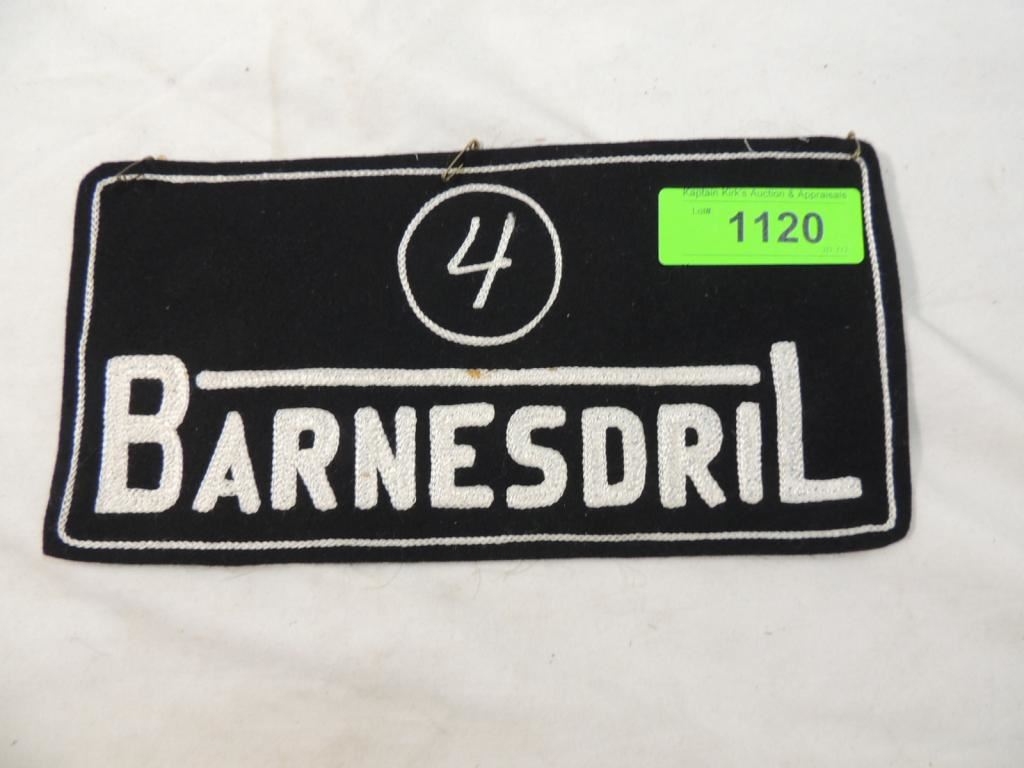 Kaptain Kirk's Auction & Appraisals
Lot#
1120
4
BARNESDRIL